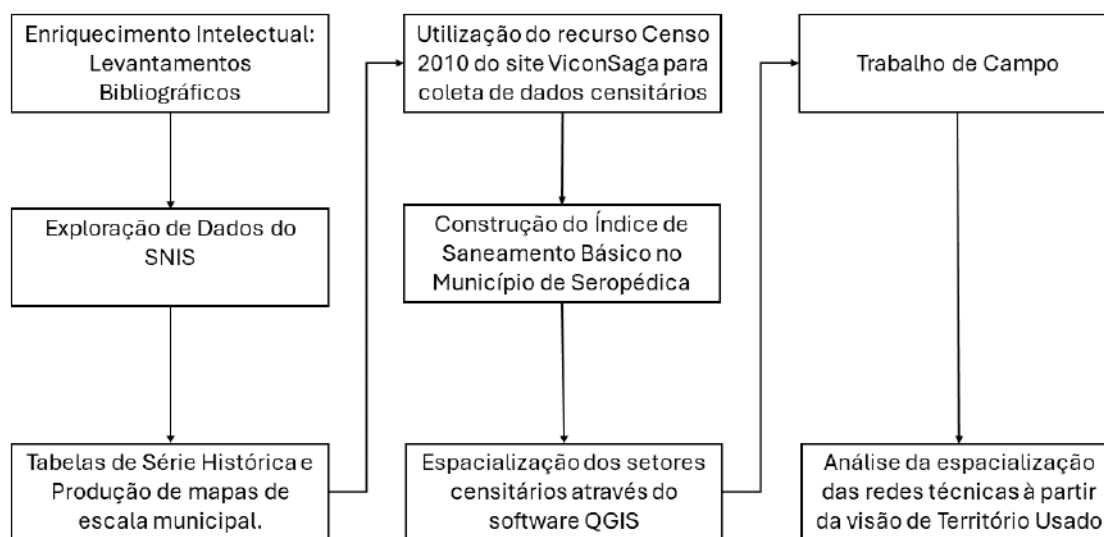 Enriquecimento Intelectual:
Levantamentos
Bibliográficos
Exploração de Dados do
SNIS
Tabelas de Série Histórica e
Produção de mapas de
escala municipal.
Utilização do recurso Censo
2010 do site ViconSaga para
coleta de dados censitários
Construção do Índice de
Saneamento Básico no
Município de Seropédica
Espacialização dos setores
censitários através do
software QGIS
Trabalho de Campo
Análise da espacialização
das redes técnicas à partir
da visão de Território Usado